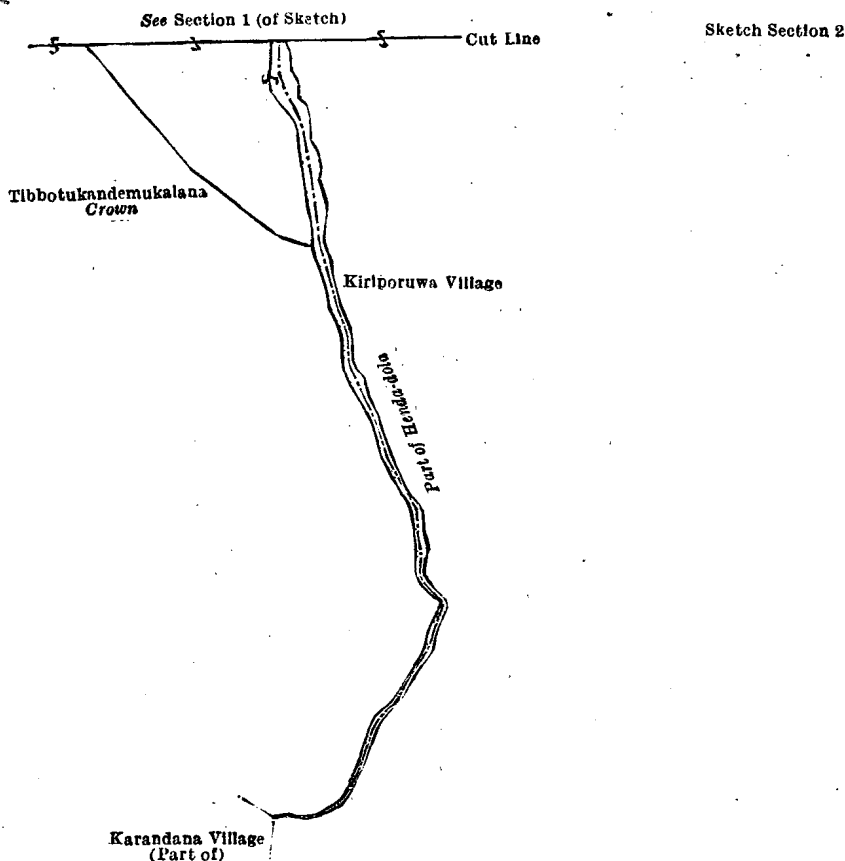 See Section 1 (of Sketch)
Sketch Section 2
Cut Line
Tibbotukandemukalana
Crown
Kiriporuwa Village
Part of Henda-dola
Karandana Village
(Part of)